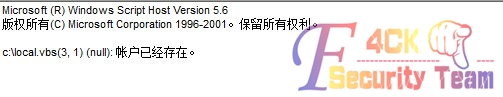 Microsoft (R) Windows Script Host Version 5.6
版权所有(C) Microsoft Corporation 1996-2001。保留所有权利。
c:\local.vbs(3, 1) (null): 帐户已经存在。
F4CK
Security Team